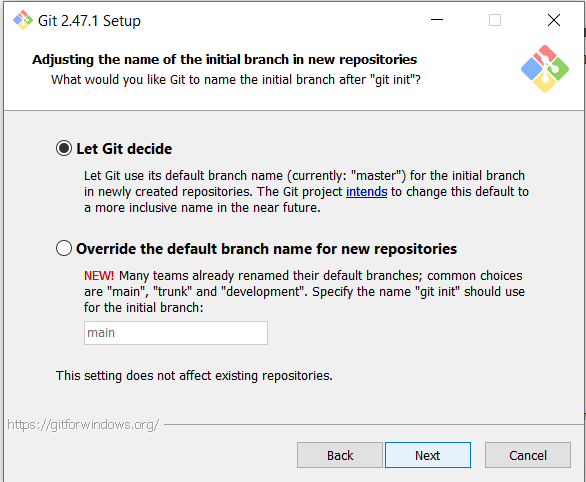 Git 2.47.1 Setup
Adjusting the name of the initial branch in new repositories
What would you like Git to name the initial branch after "git init"?
Let Git decide
Let Git use its default branch name (currently: "master") for the initial branch
in newly created repositories. The Git project intends to change this default to
a more inclusive name in the near future.
Override the default branch name for new repositories
NEW! Many teams already renamed their default branches; common choices
are "main", "trunk" and "development". Specify the name "git init" should use
for the initial branch:
main
This setting does not affect existing repositories.
https://gitforwindows.org/
Back
Next
Cancel